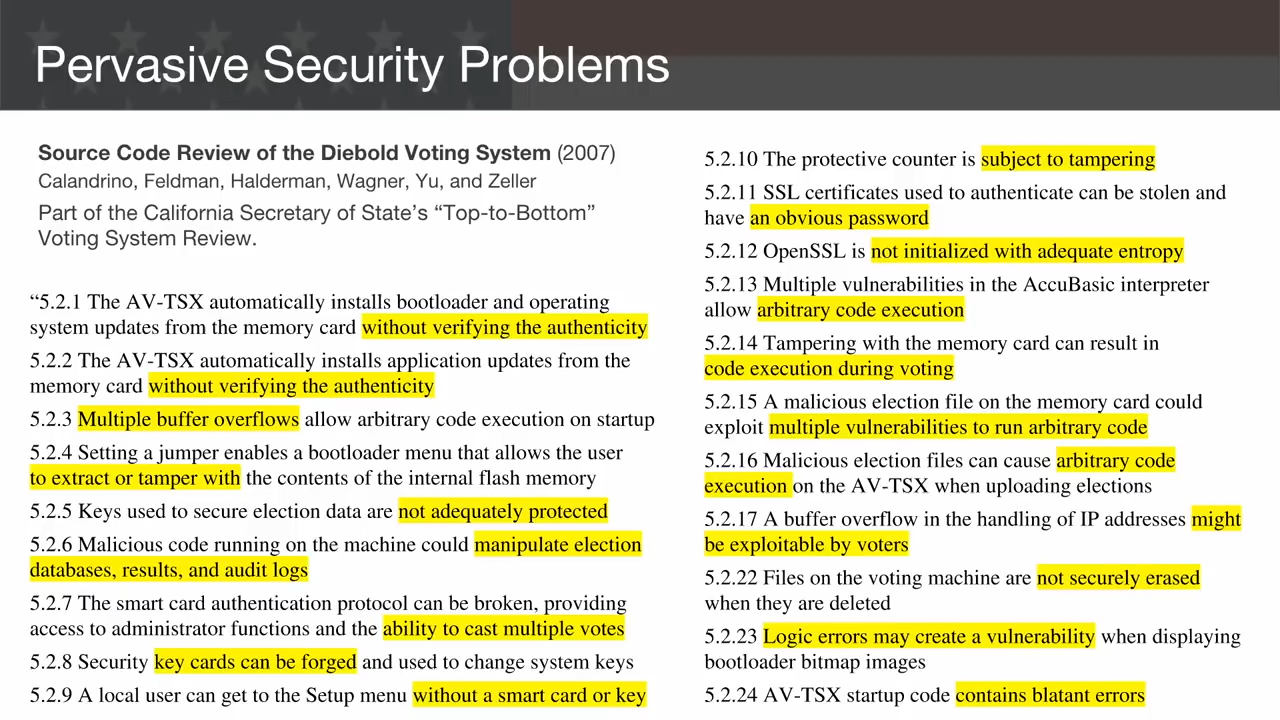 Pervasive Security Problems
Source Code Review of the Diebold Voting System (2007)
Calandrino, Feldman, Halderman, Wagner, Yu, and Zeller
Part of the California Secretary of State’s “Top-to-Bottom”
Voting System Review.
“5.2.1 The AV-TSX automatically installs bootloader and operating
system updates from the memory card without verifying the authenticity
5.2.2 The AV-TSX automatically installs application updates from the
memory card without verifying the authenticity
5.2.3 Multiple buffer overflows allow arbitrary code execution on startup
5.2.4 Setting a jumper enables a bootloader menu that allows the user
to extract or tamper with the contents of the internal flash memory
5.2.5 Keys used to secure election data are not adequately protected
5.2.6 Malicious code running on the machine could manipulate election
databases, results, and audit logs
5.2.7 The smart card authentication protocol can be broken, providing
access to administrator functions and the ability to cast multiple votes
5.2.8 Security key cards can be forged and used to change system keys
5.2.9 A local user can get to the Setup menu without a smart card or key
5.2.10 The protective counter is subject to tampering
5.2.11 SSL certificates used to authenticate can be stolen and
have an obvious password
5.2.12 OpenSSL is not initialized with adequate entropy
5.2.13 Multiple vulnerabilities in the AccuBasic interpreter
allow arbitrary code execution
5.2.14 Tampering with the memory card can result in
code execution during voting
5.2.15 A malicious election file on the memory card could
exploit multiple vulnerabilities to run arbitrary code
5.2.16 Malicious election files can cause arbitrary code
execution on the AV-TSX when uploading elections
5.2.17 A buffer overflow in the handling of IP addresses might
be exploitable by voters
5.2.22 Files on the voting machine are not securely erased
when they are deleted
5.2.23 Logic errors may create a vulnerability when displaying
bootloader bitmap images
5.2.24 AV-TSX startup code contains blatant errors